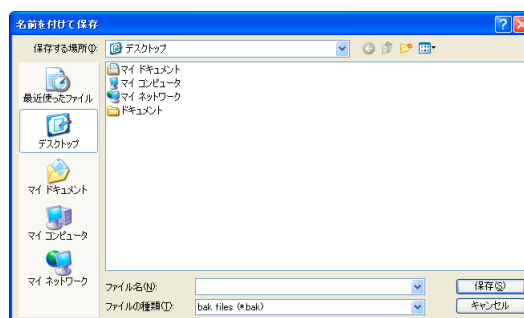 名前を付けて保存
保存する場所(I):
デスクトップ
最近使ったファイル
デスクトップ
マイ ドキュメント
マイ コンピュータ
マイ ネットワーク
マイ ドキュメント
マイ コンピュータ
マイ ネットワーク
ドキュメント
ファイル名(N):
保存(S)
ファイルの種類(T):
bak files (*.bak)
キャンセル